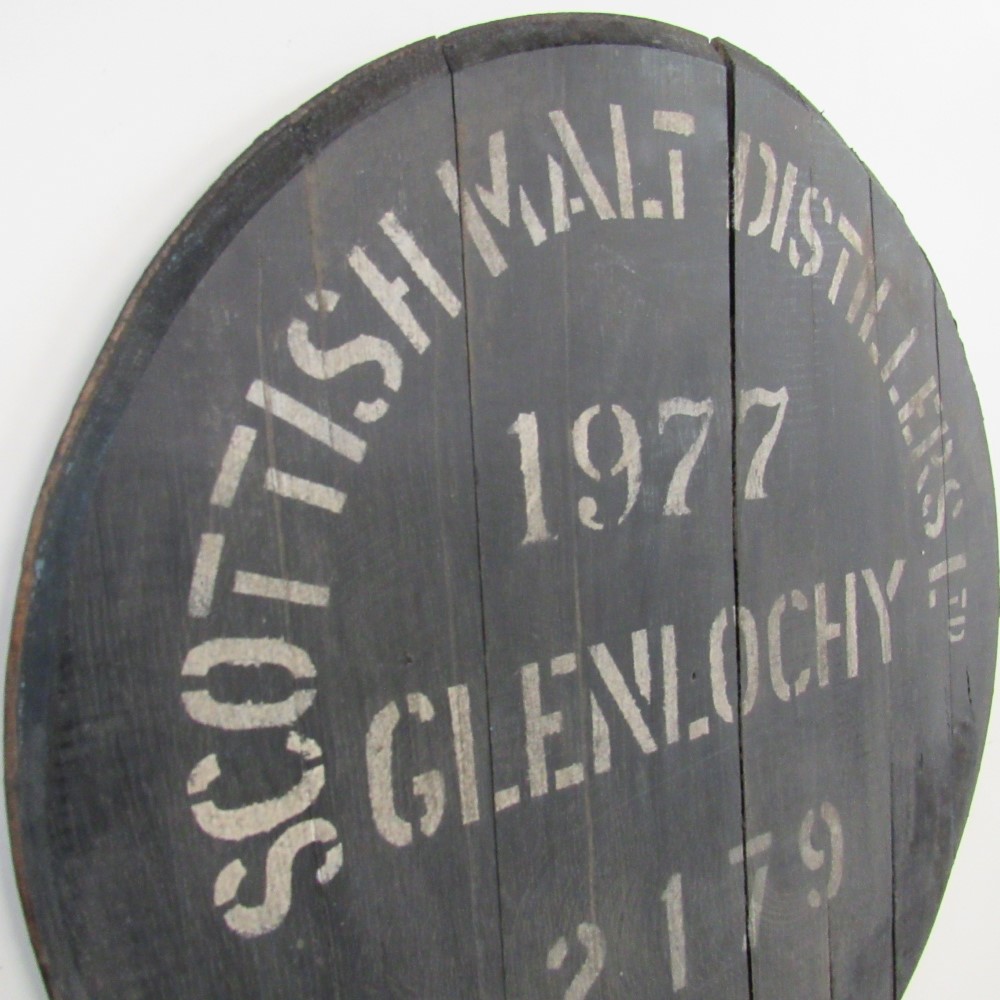 SCOTTISH MALT DISTILLERS LTD
1977
GLENLOCHY
2179